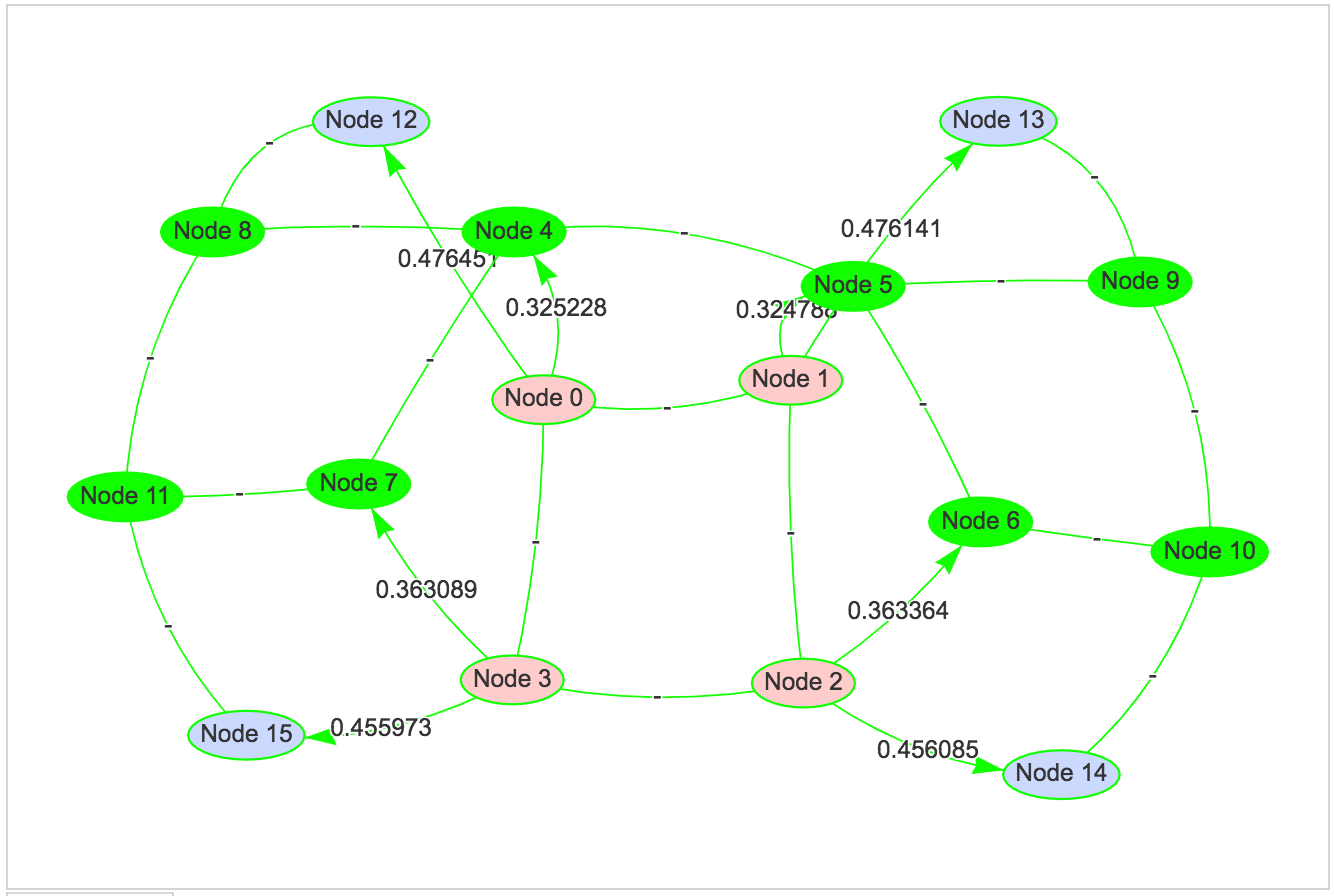 Node 12
Node 13
-
-
Node 8
-
Node 4
-
0.476141
0.476451
Node 5
-
Node 9
0.325228
0.324788
-
-
Node 1
Node 0
-
-
-
Node 11
-
Node 7
Node 6
-
-
-
Node 10
0.363089
0.363364
-
Node 3
Node 2
-
-
0.455973
Node 15
0.456085
Node 14